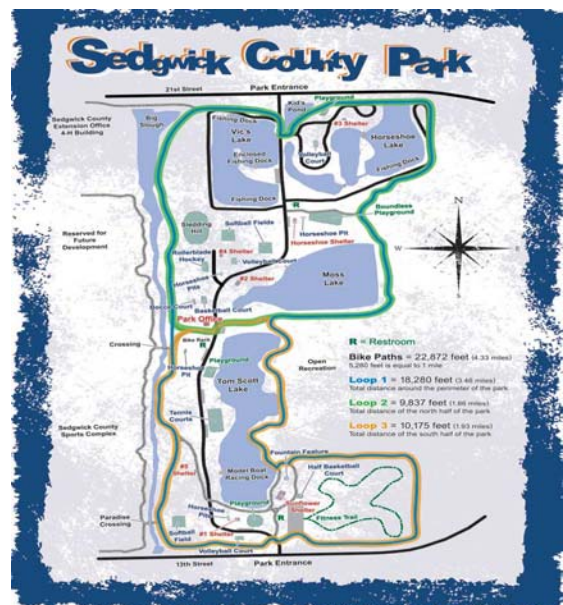 Sedgwick County Park
21st Street
Park Entrance
Playground
Kid's
Pond
Sedgwick County
Extension Office
4-H Building
Big
Slough
Fishing Dock
Vic's
Lake
#3 Shelter
Horseshoe
Lake
Enclosed
Fishing Dock
Volleyball
Court
Fishing Dock
Fishing Dock
R
Boundless
Playground
Reserved for
Future
Development
Sledding
Hill
Softball Fields
Horseshoe Pit
Horseshoe Shelter
N
W
Rollerblade
Hockey
#4 Shelter
Volleyball Court
Horseshoe
Pits
#2 Shelter
Moss
Lake
Basketball Court
Park Office
Crossing
Bike Rack
R
Horseshoe
Pit
Playground
Open
Recreation
Tom Scott
Lake
R = Restroom
Bike Paths = 22,872 feet (4.33 miles)
5,280 feet is equal to 1 mile
Loop 1 = 18,280 feet (3.46 miles)
Total distance around the perimeter of the park
Loop 2 = 9,837 feet (1.86 miles)
Total distance of the north half of the park
Loop 3 = 10,175 feet (1.93 miles)
Total distance of the south half of the park
Tennis
Courts
Sedgwick County
Sports Complex
Fountain Feature
Half Basketball
Court
#5
Shelter
Model Boat
Racing Dock
Playground
Sunflower
Shelter
Paradise
Crossing
Horseshoe
Pits
R
Fitness Trail
Softball
Field
#1 Shelter
Volleyball Court
13th Street
Park Entrance